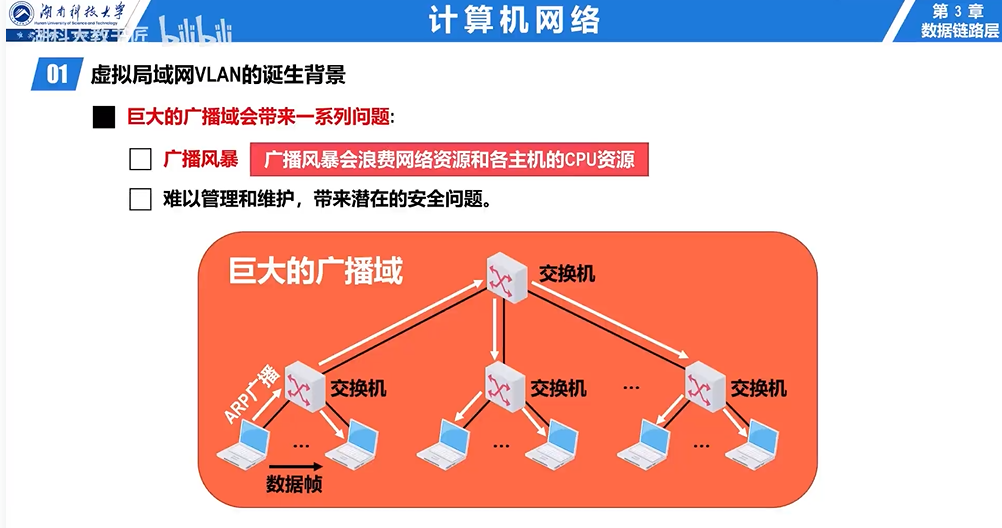 湖南科技大学
Hunan University of Science and Technology
湖科大教书匠 bilibili
计算机网络
第 3 章
数据链路层
01 虚拟局域网VLAN的诞生背景
巨大的广播域会带来一系列问题:
广播风暴 广播风暴会浪费网络资源和各主机的CPU资源
难以管理和维护，带来潜在的安全问题。
巨大的广播域
交换机
ARP广播
交换机
交换机
...
交换机
...
...
...
数据帧